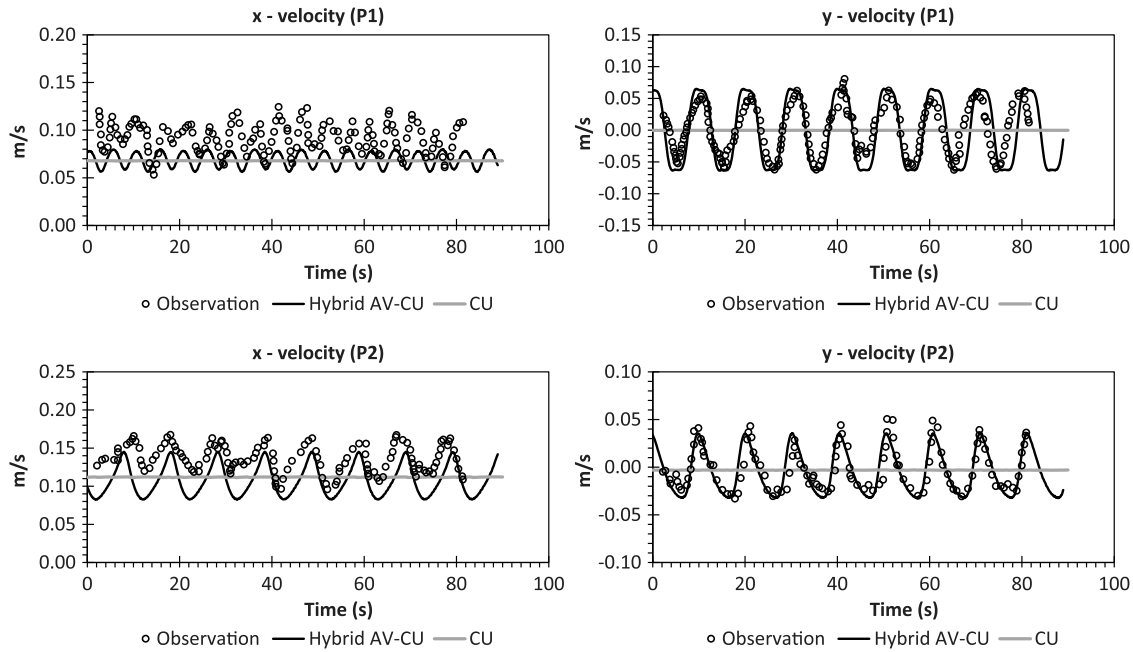 x - velocity (P1)
0.20
0.15
0.10
0.05
0.00
m/s
0 20 40 60 80 100
Time (s)
Observation Hybrid AV-CU CU
y - velocity (P1)
0.15
0.10
0.05
0.00
-0.05
-0.10
-0.15
m/s
0 20 40 60 80 100
Time (s)
Observation Hybrid AV-CU CU
x - velocity (P2)
0.25
0.20
0.15
0.10
0.05
0.00
m/s
0 20 40 60 80 100
Time (s)
Observation Hybrid AV-CU CU
y - velocity (P2)
0.10
0.05
0.00
-0.05
-0.10
m/s
0 20 40 60 80 100
Time (s)
Observation Hybrid AV-CU CU